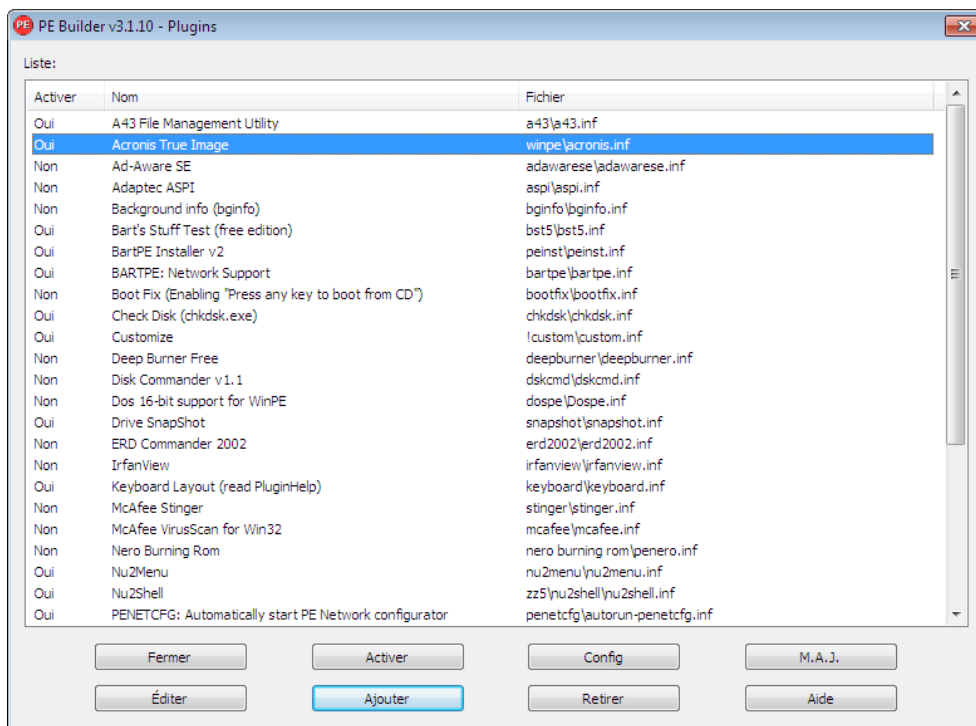 PE PE Builder v3.1.10 - Plugins
Liste:
Activer Nom Fichier
Oui A43 File Management Utility a43\a43.inf
Oui Acronis True Image winpe\acronis.inf
Non Ad-Aware SE adawarese\adawarese.inf
Non Adaptec ASPI aspi\aspi.inf
Non Background info (bginfo) bginfo\bginfo.inf
Oui Bart's Stuff Test (free edition) bst5\bst5.inf
Oui BartPE Installer v2 peinst\peinst.inf
Oui BARTPE: Network Support bartpe\bartpe.inf
Non Boot Fix (Enabling "Press any key to boot from CD") bootfix\bootfix.inf
Oui Check Disk (chkdsk.exe) chkdsk\chkdsk.inf
Oui Customize !custom\custom.inf
Non Deep Burner Free deepburner\deepburner.inf
Non Disk Commander v1.1 dskcmd\dskcmd.inf
Non Dos 16-bit support for WinPE dospe\Dospe.inf
Oui Drive SnapShot snapshot\snapshot.inf
Non ERD Commander 2002 erd2002\erd2002.inf
Non IrfanView irfanview\irfanview.inf
Oui Keyboard Layout (read PluginHelp) keyboard\keyboard.inf
Non McAfee Stinger stinger\stinger.inf
Non McAfee VirusScan for Win32 mcafee\mcafee.inf
Non Nero Burning Rom nero burning rom\penero.inf
Oui Nu2Menu nu2menu\nu2menu.inf
Oui Nu2Shell zz5\nu2shell\nu2shell.inf
Oui PENETCFG: Automatically start PE Network configurator penetcfg\autorun-penetcfg.inf
Fermer Activer Config M.A.J.
Éditer Ajouter Retirer Aide